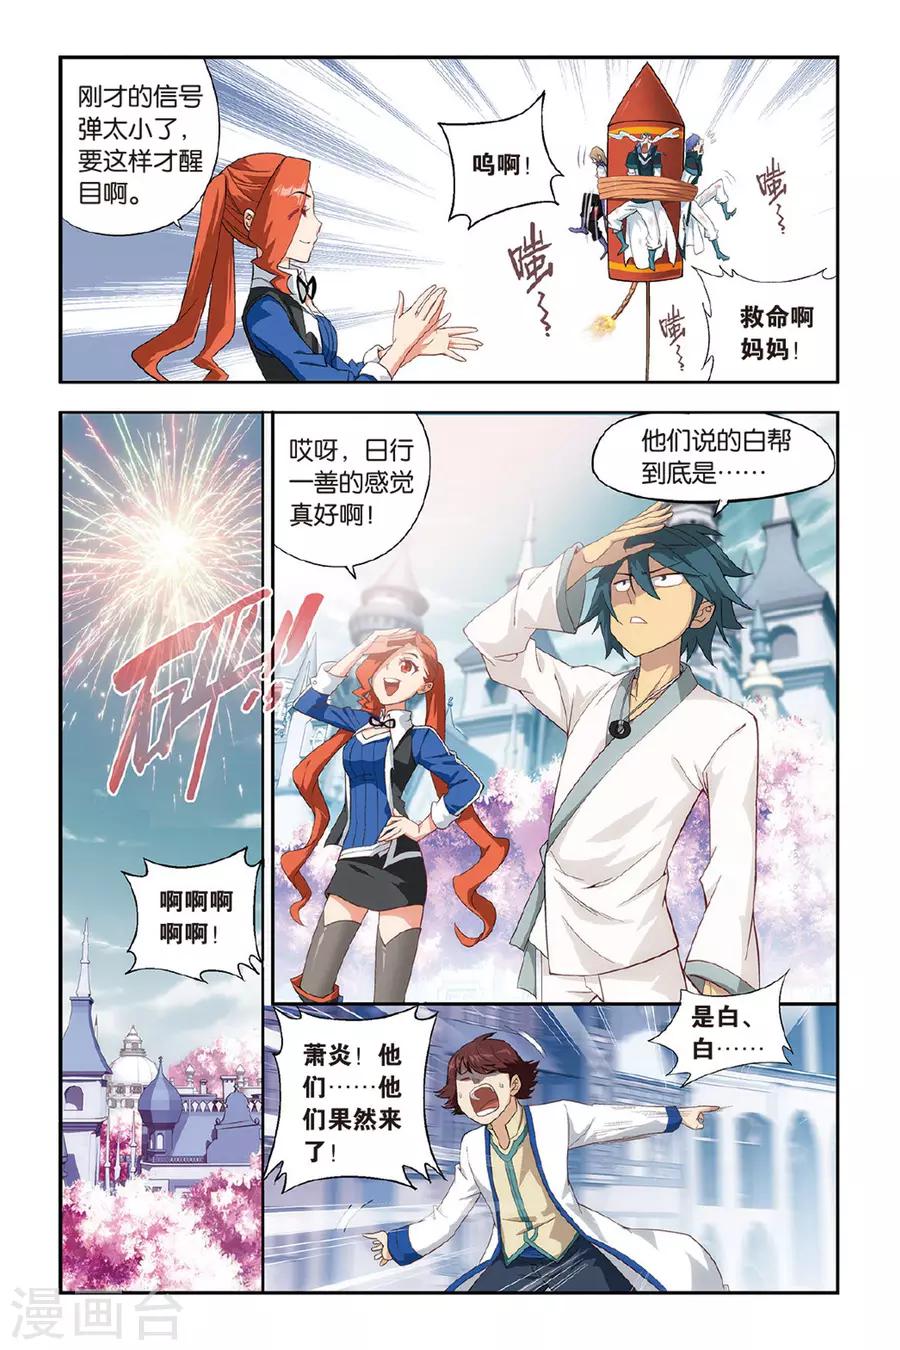 刚才的信号
弹太小了，
要这样才醒
目啊。
呜啊！
嗤
嗤
嗤
救命啊
妈妈！
砰!!
哎呀，日行
一善的感觉
真好啊！
他们说的白帮
到底是……
啊啊啊
啊啊！
萧炎！他
们……他
们果然来
了！
是白、
白……
漫画台